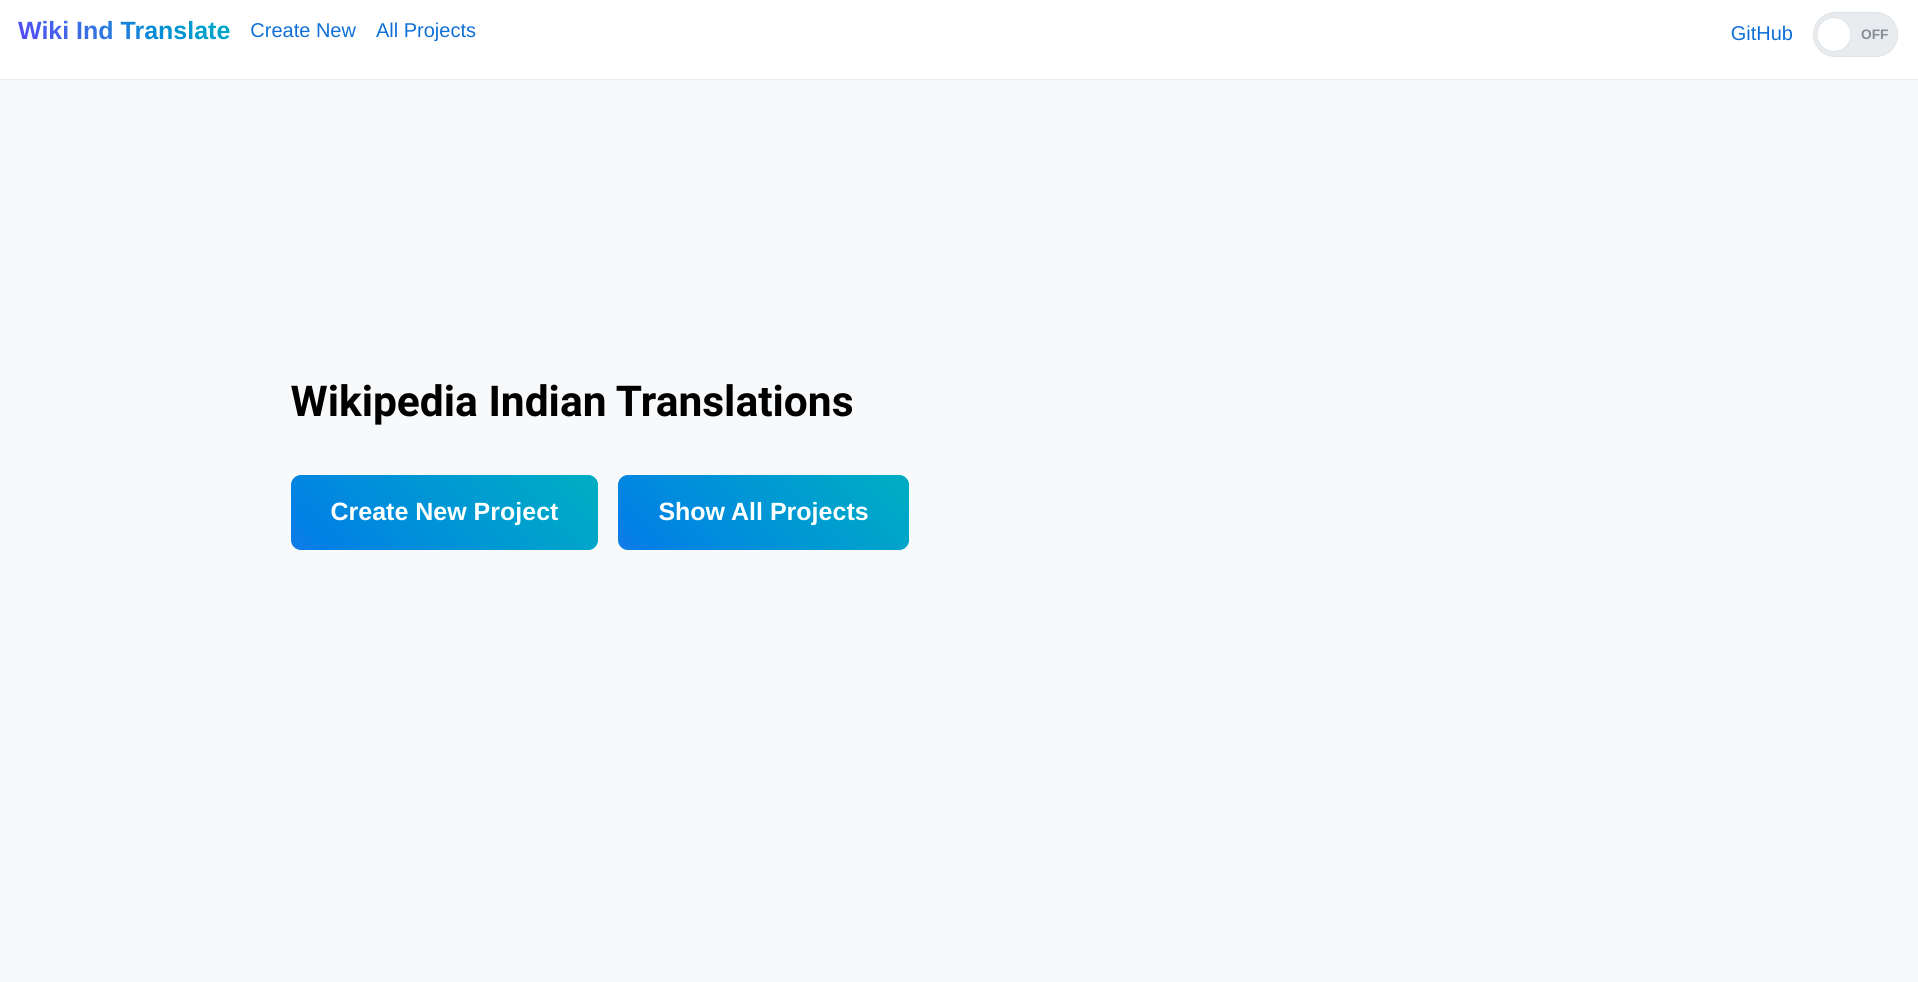 Wiki Ind Translate Create New All Projects GitHub OFF
Wikipedia Indian Translations
Create New Project Show All Projects